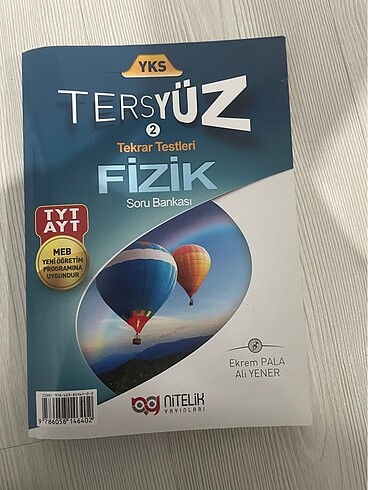 YKS
TERSYÜZ
2
Tekrar Testleri
FİZİK
Soru Bankası
TYT
AYT
MEB
YENİ ÖĞRETİM
PROGRAMINA
UYGUNDUR
Ekrem PALA
Ali YENER
NİTELİK
YAYINLARI
9786058146402